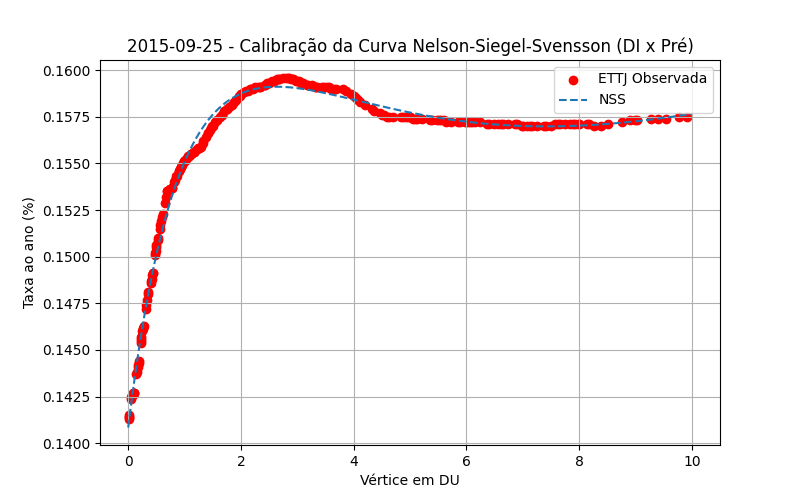 2015-09-25 - Calibração da Curva Nelson-Siegel-Svensson (DI x Pré)
ETTJ Observada
NSS
Taxa ao ano (%)
0.1600
0.1575
0.1550
0.1525
0.1500
0.1475
0.1450
0.1425
0.1400
0 2 4 6 8 10
Vértice em DU